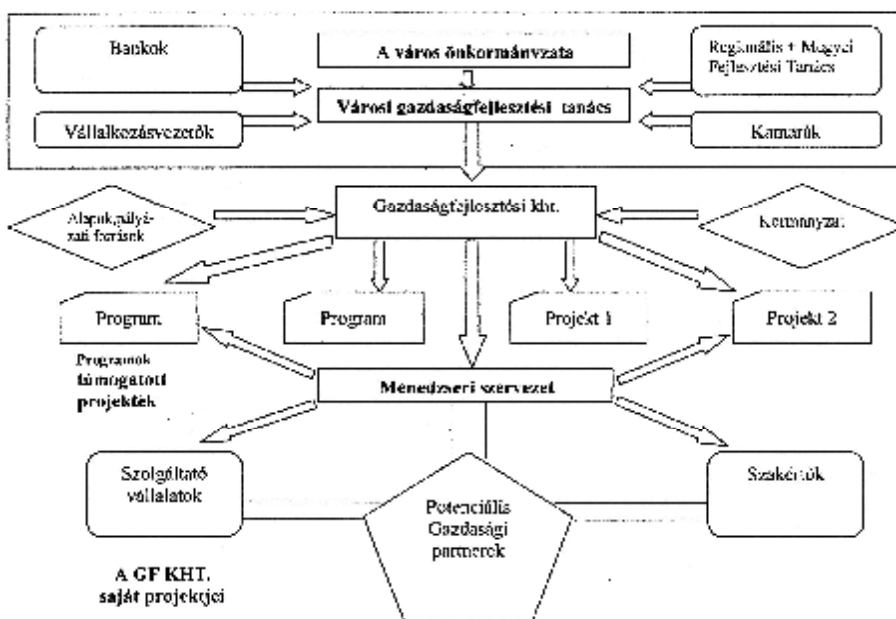 Bankok
A város önkormányzata
Regionális + Megyei
Fejlesztési Tanács
Városi gazdaságfejlesztési tanács
Vállalkozásvezetők
Kamarák
Alapok, pályá-
zati források
Gazdaságfejlesztési kht.
Kormányzat
Program
Program
Projekt 1
Projekt 2
Programok
támogatott
projekték
Menedzseri szervezet
Szolgáltató
vállalatok
Potenciális
Gazdasági
partnerek
Szakértők
A GF KHT.
saját projektjei